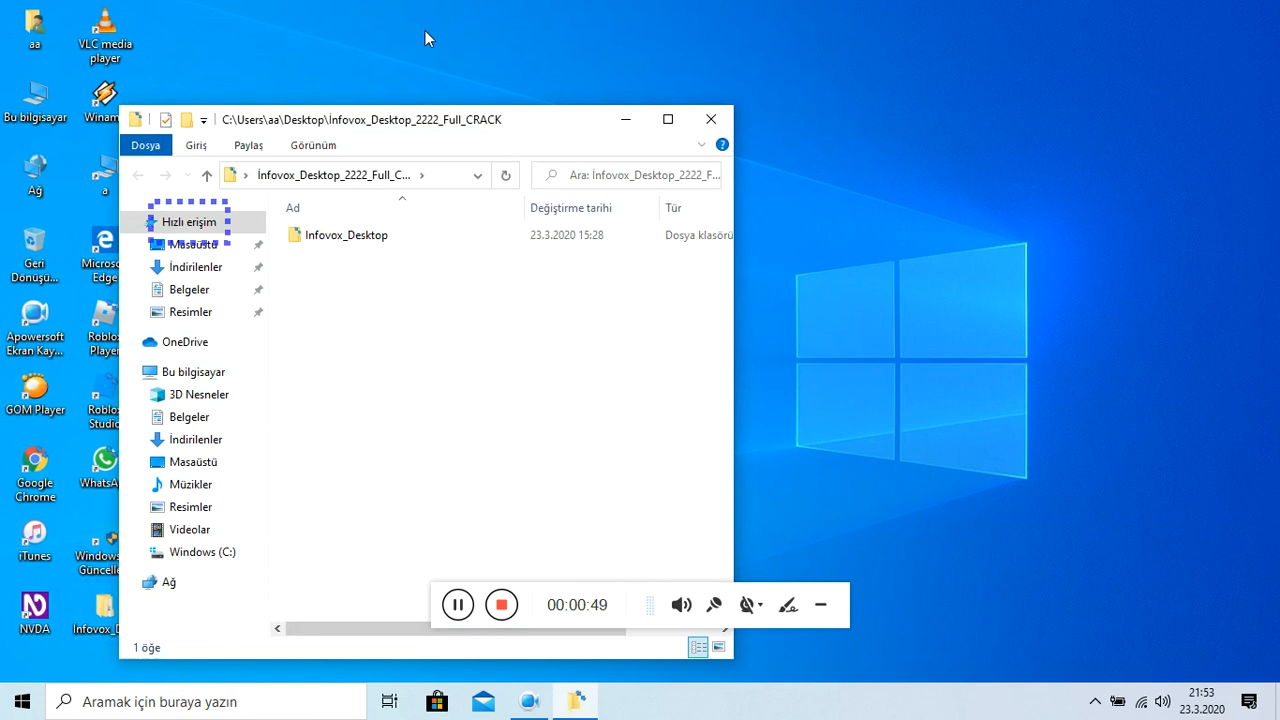 aa
VLC media
player
Bu bilgisayar
Winam
Ağ
a
Geri
Dönüşü...
Microso
Edge
Apowersoft
Ekran Kay...
Roblox
Player
GOM Player
Roblox
Studio
Google
Chrome
WhatsA
iTunes
Windows
Güncelle
NVDA
Infovox_D
C:\Users\aa\Desktop\İnfovox_Desktop_2222_Full_CRACK
Dosya
Giriş
Paylaş
Görünüm
İnfovox_Desktop_2222_Full_C...
Ara: İnfovox_Desktop_2222_F...
Ad
Değiştirme tarihi
Tür
Infovox_Desktop
23.3.2020 15:28
Dosya klasörü
Hızlı erişim
Masaüstü
İndirilenler
Belgeler
Resimler
OneDrive
Bu bilgisayar
3D Nesneler
Belgeler
İndirilenler
Masaüstü
Müzikler
Resimler
Videolar
Windows (C:)
Ağ
1 öğe
00:00:49
Aramak için buraya yazın
21:53
23.3.2020